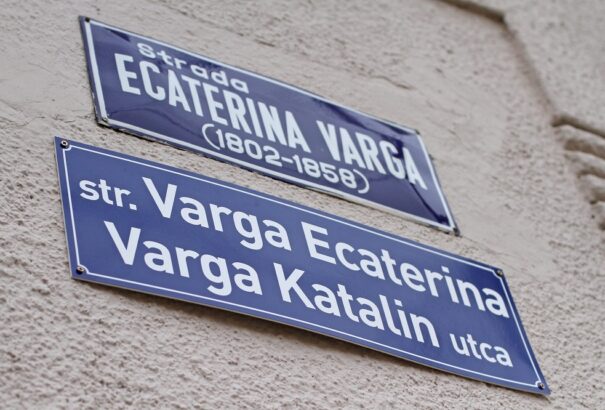 Strada
ECATERINA VARGA
(1802-1858)
str. Varga Ecaterina
Varga Katalin utca